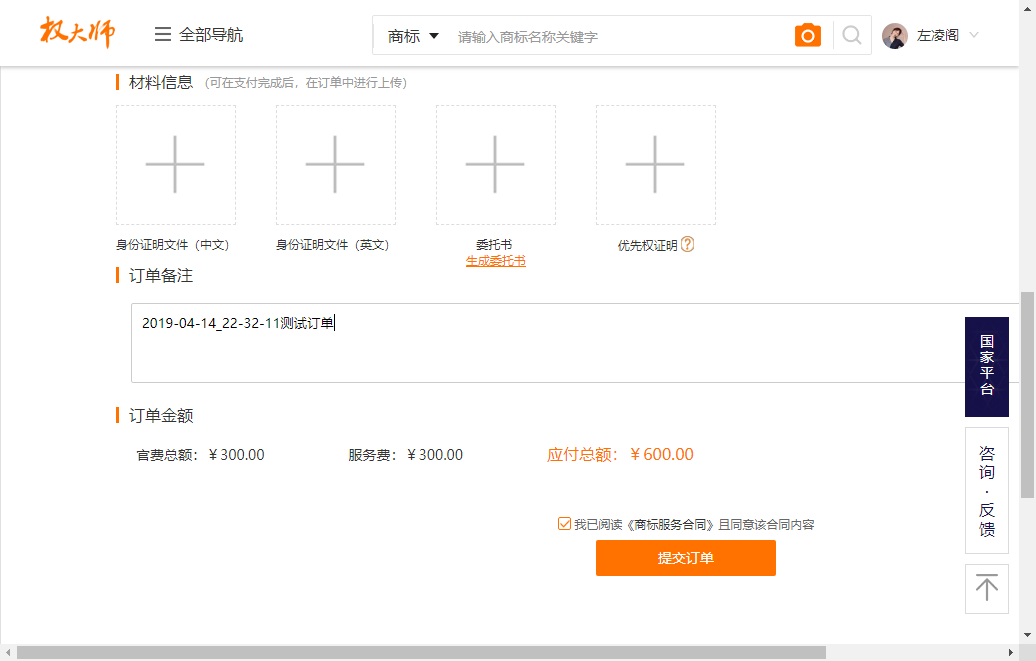 权大师
全部导航
商标
请输入商标名称关键字
左凌阁
材料信息 (可在支付完成后，在订单中进行上传)
身份证明文件（中文） 身份证明文件（英文） 委托书 优先权证明?
生成委托书
订单备注
2019-04-14_22-32-11测试订单
订单金额
官费总额：￥300.00 服务费：￥300.00 应付总额：￥600.00
我已阅读《商标服务合同》且同意该合同内容
提交订单
国家平台
咨询·反馈